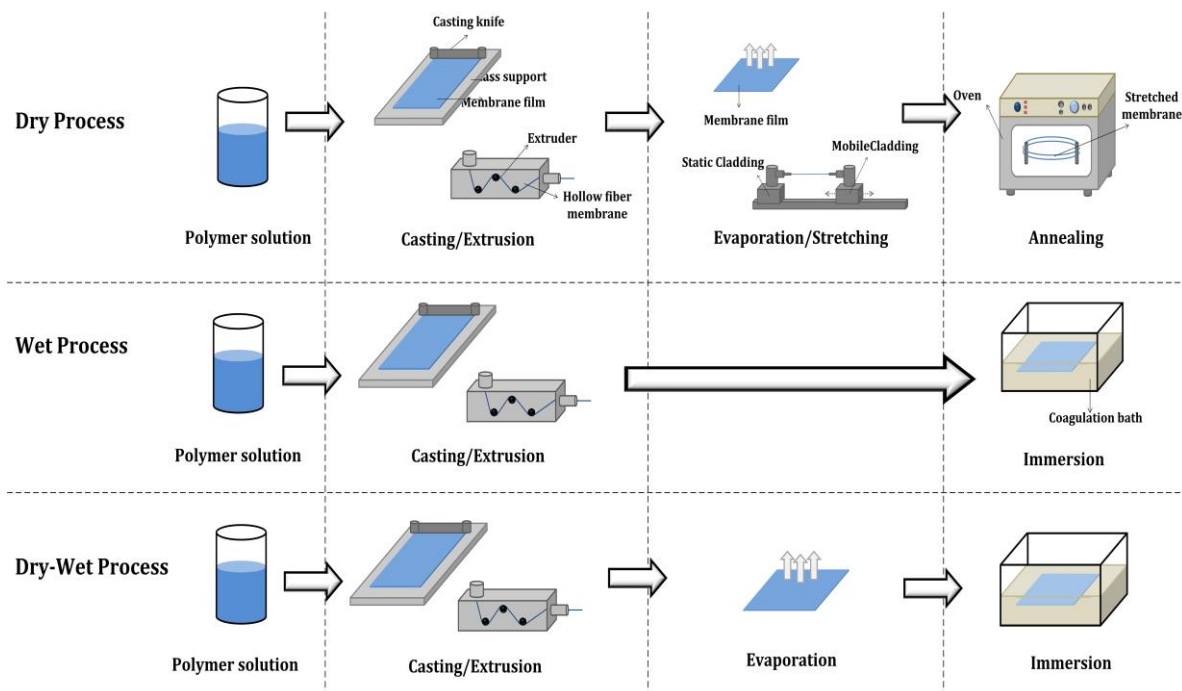 Casting knife
ass support
Membrane film
Extruder
Hollow fiber
membrane
Membrane film
Static Cladding
MobileCladding
Oven
Stretched
membrane
Dry Process
Polymer solution
Casting/Extrusion
Evaporation/Stretching
Annealing
Wet Process
Coagulation bath
Polymer solution
Casting/Extrusion
Immersion
Dry-Wet Process
Polymer solution
Casting/Extrusion
Evaporation
Immersion